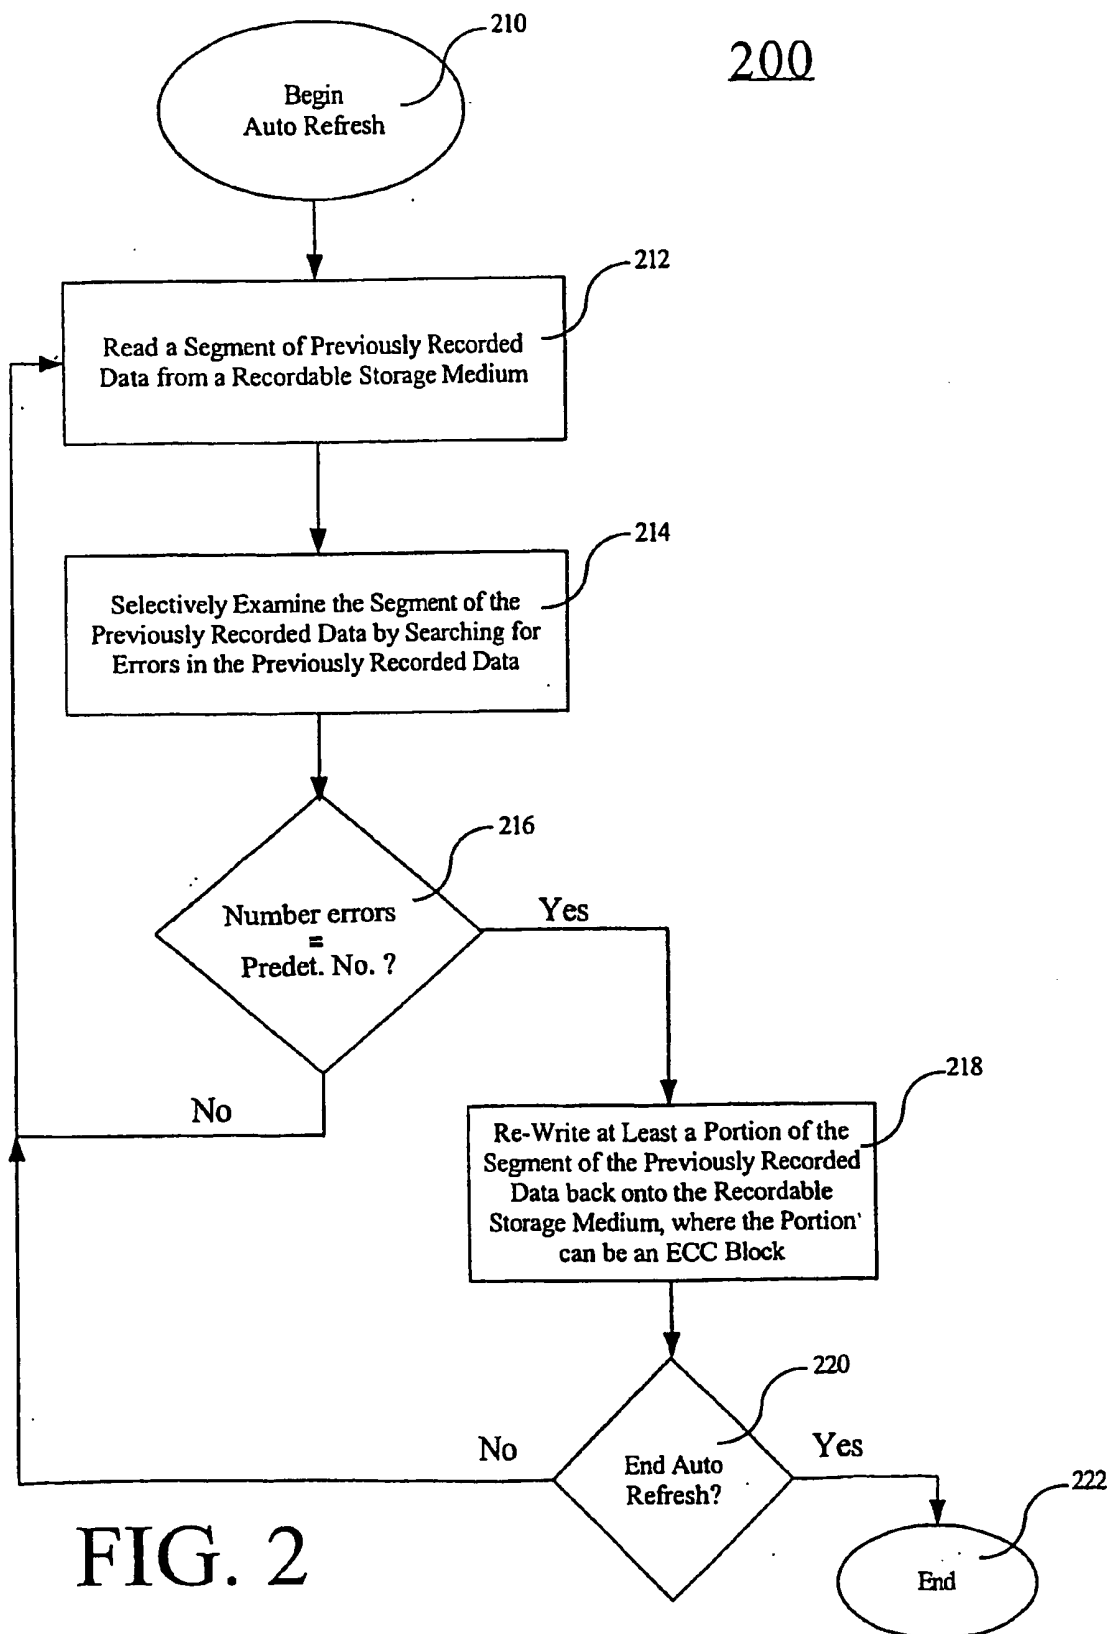 210
200
Begin
Auto Refresh
212
Read a Segment of Previously Recorded
Data from a Recordable Storage Medium
214
Selectively Examine the Segment of the
Previously Recorded Data by Searching for
Errors in the Previously Recorded Data
216
Number errors
=
Predet. No. ?
Yes
No
218
Re-Write at Least a Portion of the
Segment of the Previously Recorded
Data back onto the Recordable
Storage Medium, where the Portion
can be an ECC Block
220
End Auto
Refresh?
No
Yes
222
End
FIG. 2